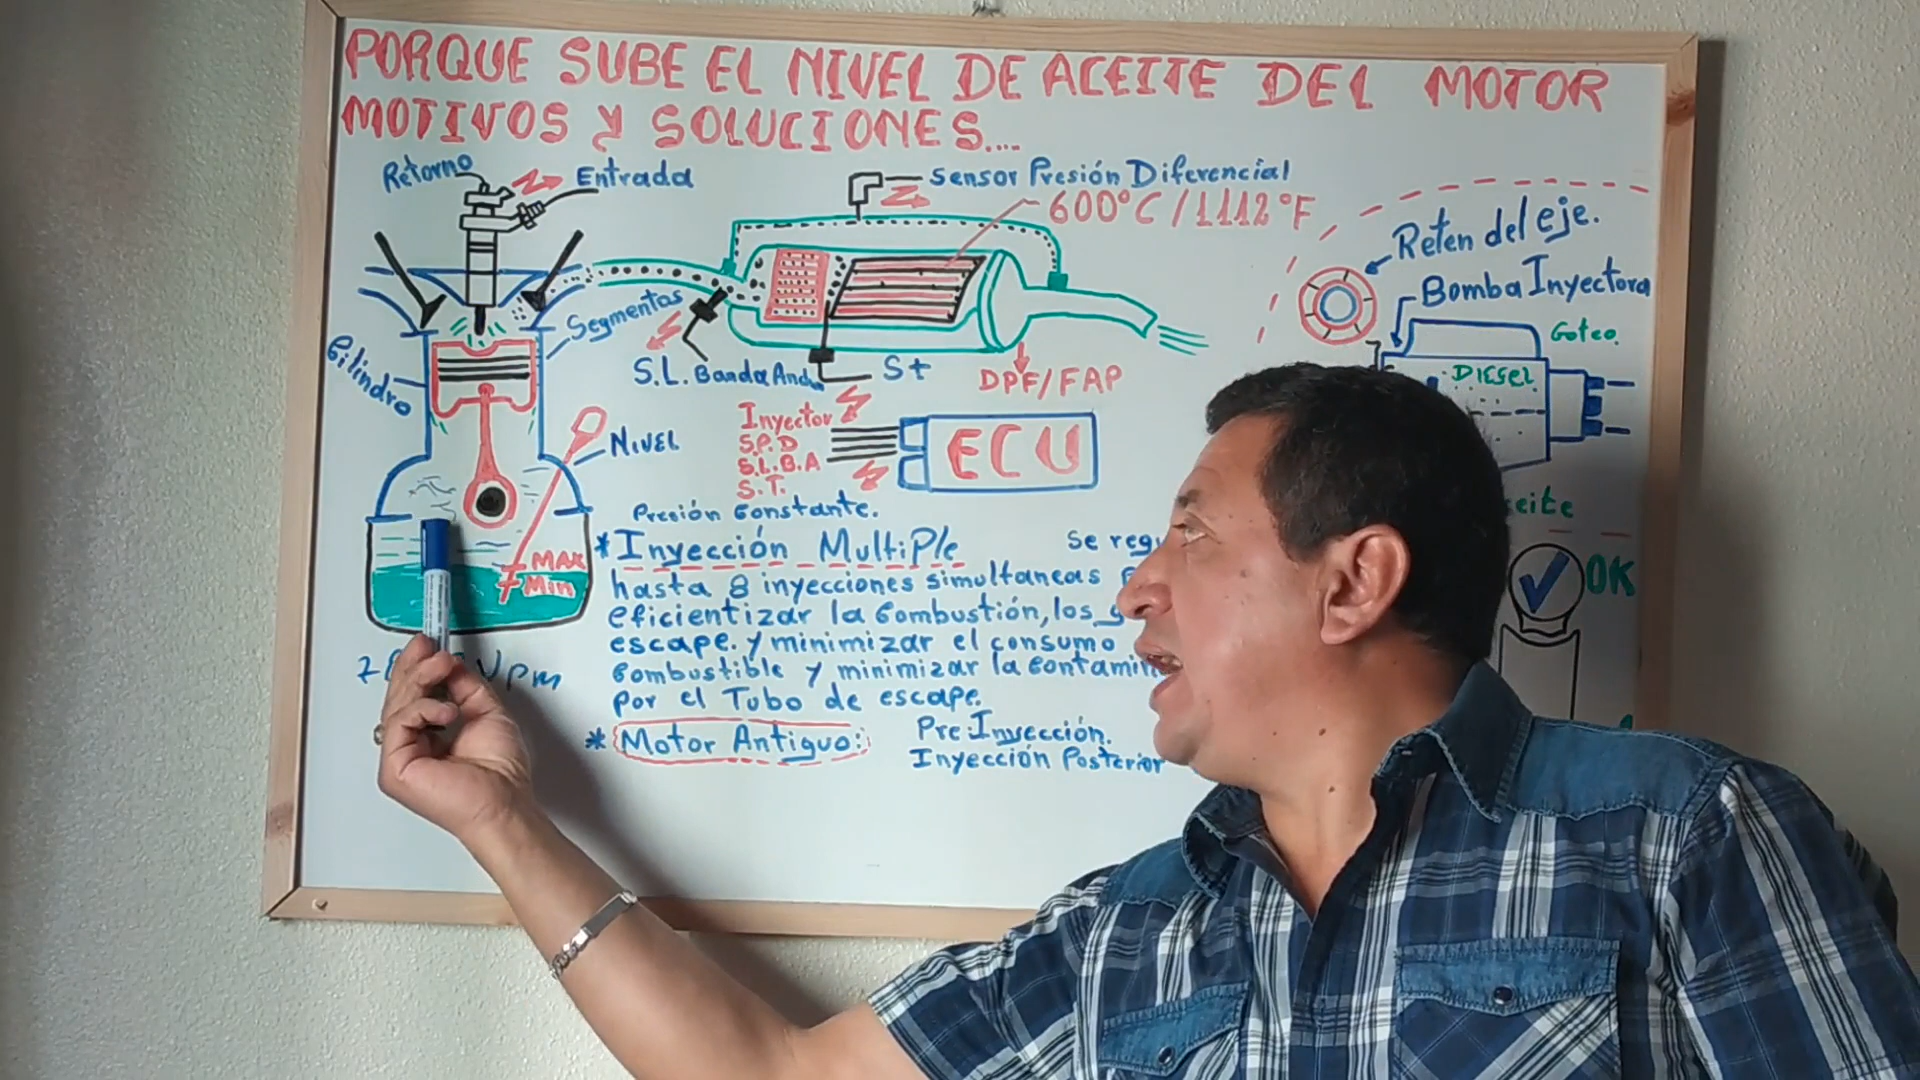 PORQUE SUBE EL NIVEL DE ACEITE DEL MOTOR
MOTIVOS Y SOLUCIONES....
Retorno
Entrada
Sensor Presión Diferencial
600°C / 1112°F
Reten del eje.
Bomba Inyectora
Goteo.
DIESEL
Segmentos
Cilindro
S.L. Banda Ancha
St
DPF/FAP
Inyector
S.P.D
S.L.B.A
S.T.
ECU
NIVEL
MAX
Min
Presión Constante.
* Inyección Multiple
Se reg
hasta 8 inyecciones simultaneas
eficientizar la combustión, los
escape. y minimizar el consumo
combustible y minimizar la
por el Tubo de escape.
OK
* Motor Antiguo:
Pre Inyección.
Inyección Posterior